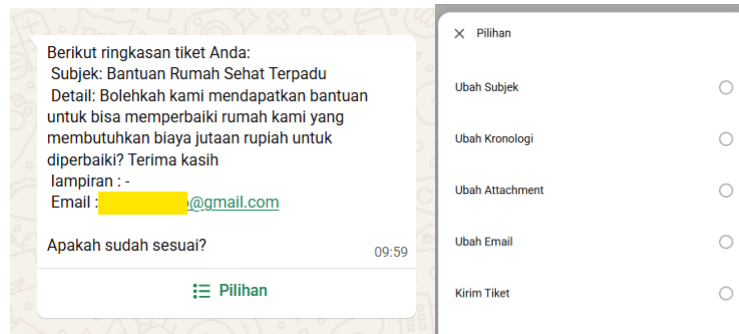 Berikut ringkasan tiket Anda:
Subjek: Bantuan Rumah Sehat Terpadu
Detail: Bolehkah kami mendapatkan bantuan
untuk bisa memperbaiki rumah kami yang
membutuhkan biaya jutaan rupiah untuk
diperbaiki? Terima kasih
lampiran : -
Email : @gmail.com
Apakah sudah sesuai?
09:59
Pilihan
Pilihan
Ubah Subjek
Ubah Kronologi
Ubah Attachment
Ubah Email
Kirim Tiket